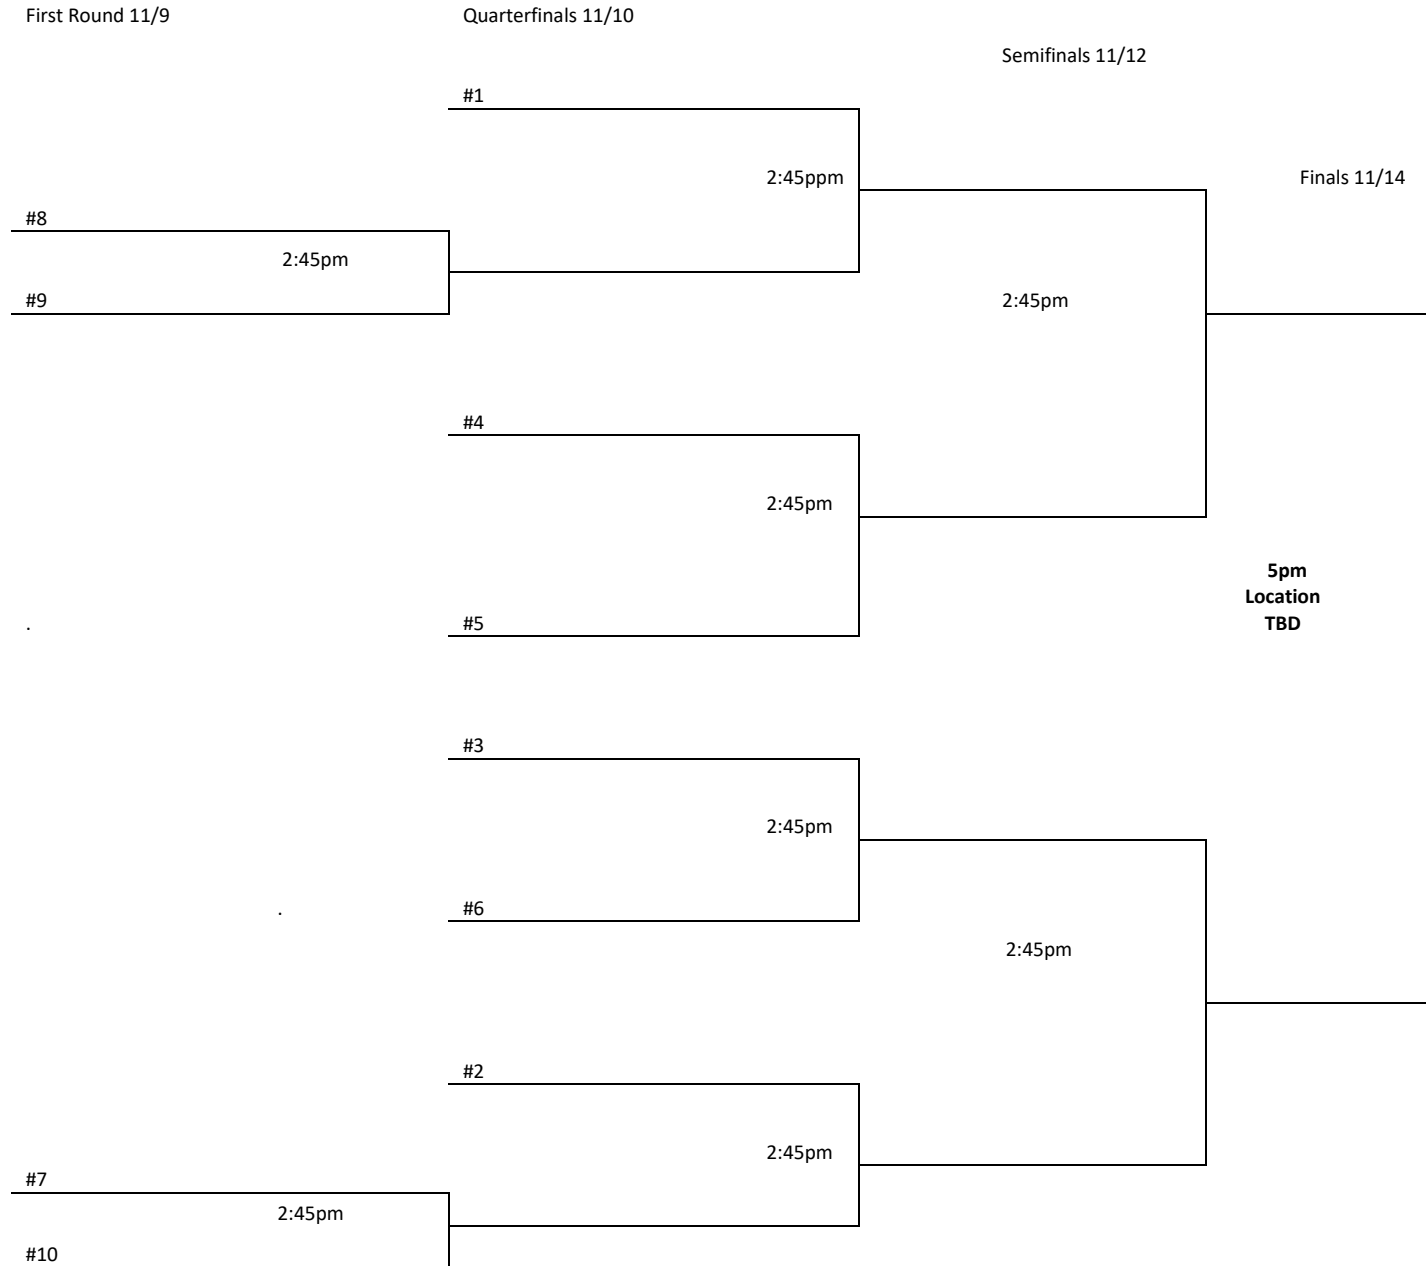 First Round 11/9
Quarterfinals 11/10
Semifinals 11/12
#1
2:45ppm
Finals 11/14
#8
2:45pm
#9
2:45pm
#4
2:45pm
5pm
Location
TBD
.
#5
#3
2:45pm
.
#6
2:45pm
#2
2:45pm
#7
2:45pm
#10